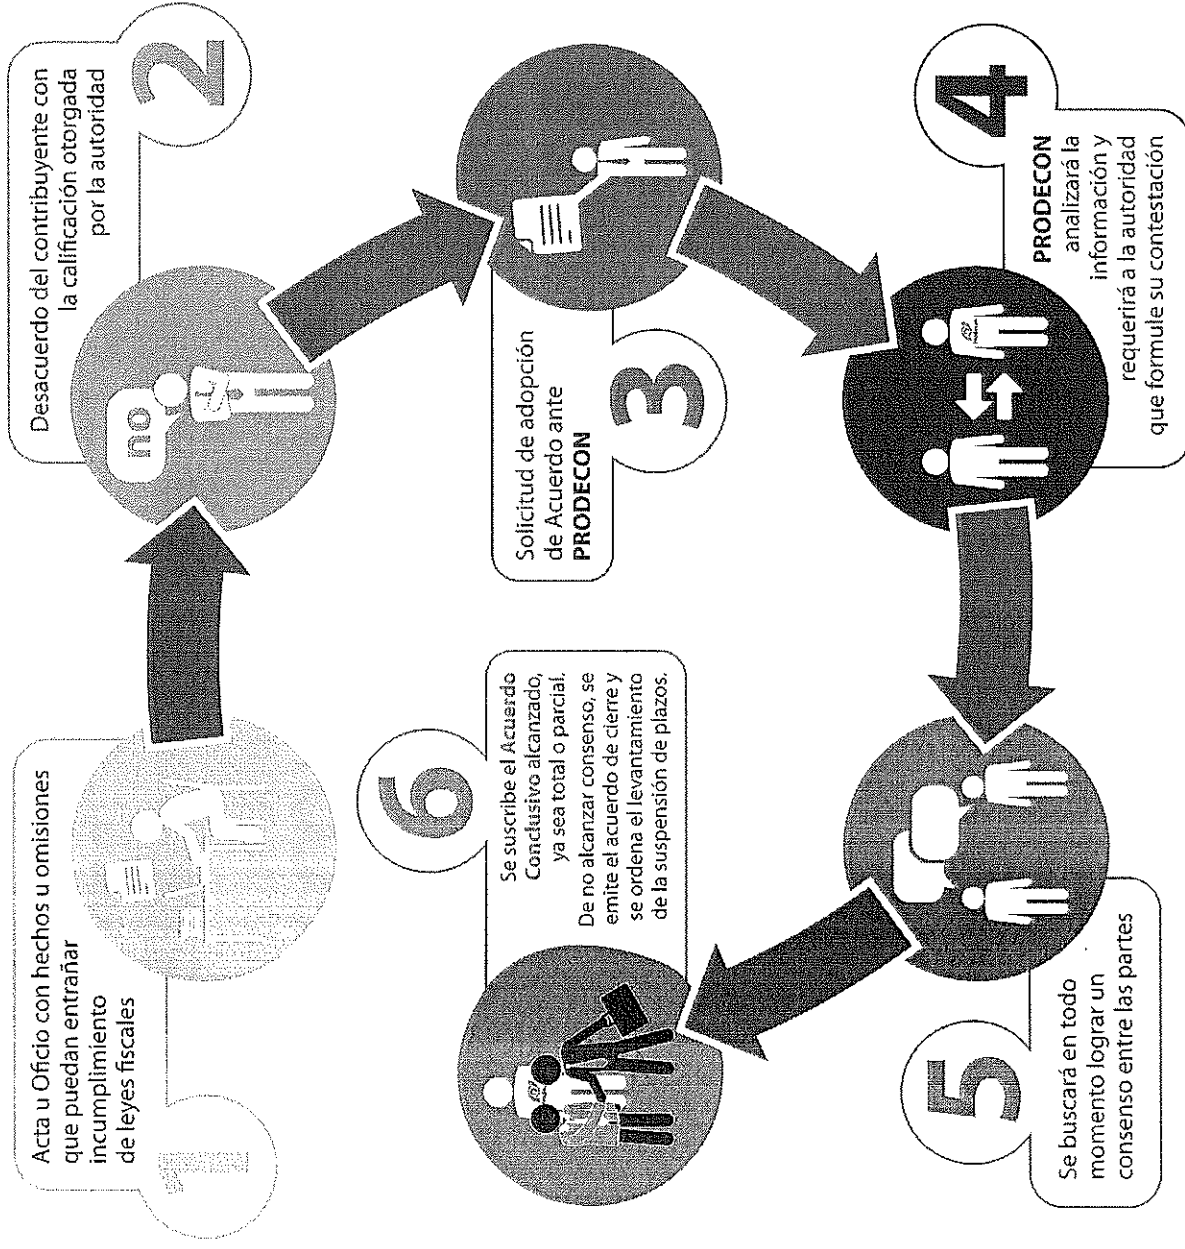 1
Acta u Oficio con hechos u omisiones
que puedan entrañar
incumplimiento
de leyes fiscales
2
Desacuerdo del contribuyente con
la calificación otorgada
por la autoridad
no
3
Solicitud de adopción
de Acuerdo ante
PRODECON
4
PRODECON
analizará la
información y
requerirá a la autoridad
que formule su contestación
5
Se buscará en todo
momento lograr un
consenso entre las partes
6
Se suscribe el Acuerdo
Conclusivo alcanzado,
ya sea total o parcial.
De no alcanzar consenso, se
emite el acuerdo de cierre y
se ordena el levantamiento
de la suspensión de plazos.